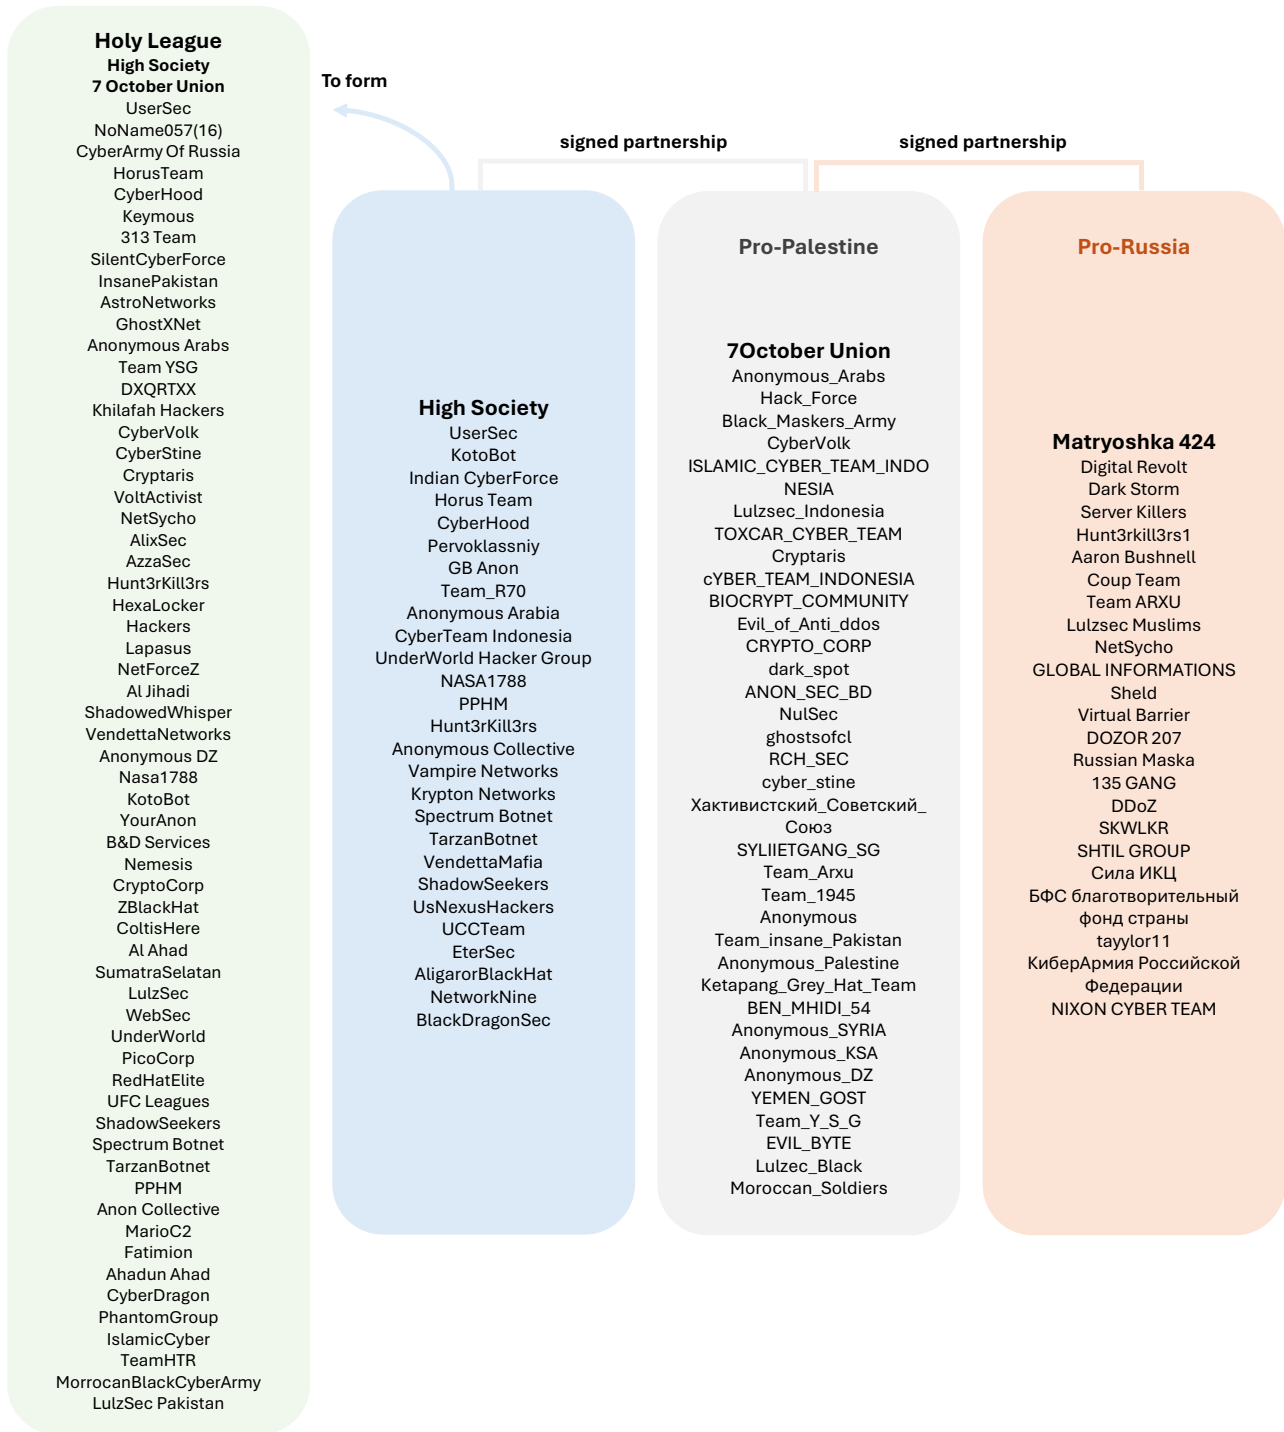 Holy League
High Society
7 October Union
UserSec
NoName057(16)
CyberArmy Of Russia
HorusTeam
CyberHood
Keymous
313 Team
SilentCyberForce
InsanePakistan
AstroNetworks
GhostXNet
Anonymous Arabs
Team YSG
DXQRTXX
Khilafah Hackers
CyberVolk
CyberStine
Cryptaris
VoltActivist
NetSycho
AlixSec
AzzaSec
Hunt3rKill3rs
HexaLocker
Hackers
Lapasus
NetForceZ
Al Jihadi
ShadowedWhisper
VendettaNetworks
Anonymous DZ
Nasa1788
KotoBot
YourAnon
B&D Services
Nemesis
CryptoCorp
ZBlackHat
ColtisHere
Al Ahad
SumatraSelatan
LulzSec
WebSec
UnderWorld
PicoCorp
RedHatElite
UFC Leagues
ShadowSeekers
Spectrum Botnet
TarzanBotnet
PPHM
Anon Collective
MarioC2
Fatimion
Ahadun Ahad
CyberDragon
PhantomGroup
IslamicCyber
TeamHTR
MorrocanBlackCyberArmy
LulzSec Pakistan
To form
signed partnership
signed partnership
High Society
UserSec
KotoBot
Indian CyberForce
Horus Team
CyberHood
Pervoklassniy
GB Anon
Team_R70
Anonymous Arabia
CyberTeam Indonesia
UnderWorld Hacker Group
NASA1788
PPHM
Hunt3rKill3rs
Anonymous Collective
Vampire Networks
Krypton Networks
Spectrum Botnet
TarzanBotnet
VendettaMafia
ShadowSeekers
UsNexusHackers
UCCTeam
EterSec
AligarorBlackHat
NetworkNine
BlackDragonSec
Pro-Palestine
7October Union
Anonymous_Arabs
Hack_Force
Black_Maskers_Army
CyberVolk
ISLAMIC_CYBER_TEAM_INDO
NESIA
Lulzsec_Indonesia
TOXCAR_CYBER_TEAM
Cryptaris
cYBER_TEAM_INDONESIA
BIOCRYPT_COMMUNITY
Evil_of_Anti_ddos
CRYPTO_CORP
dark_spot
ANON_SEC_BD
NulSec
ghostsofcl
RCH_SEC
cyber_stine
Хактивистский_Советский_
Союз
SYLIIETGANG_SG
Team_Arxu
Team_1945
Anonymous
Team_insane_Pakistan
Anonymous_Palestine
Ketapang_Grey_Hat_Team
BEN_MHIDI_54
Anonymous_SYRIA
Anonymous_KSA
Anonymous_DZ
YEMEN_GOST
Team_Y_S_G
EVIL_BYTE
Lulzec_Black
Moroccan_Soldiers
Pro-Russia
Matryoshka 424
Digital Revolt
Dark Storm
Server Killers
Hunt3rkill3rs1
Aaron Bushnell
Coup Team
Team ARXU
Lulzsec Muslims
NetSycho
GLOBAL INFORMATIONS
Sheld
Virtual Barrier
DOZOR 207
Russian Maska
135 GANG
DDoZ
SKWLKR
SHTIL GROUP
Сила ИКЦ
БФС благотворительный
фонд страны
tayylor11
КиберАрмия Российской
Федерации
NIXON CYBER TEAM